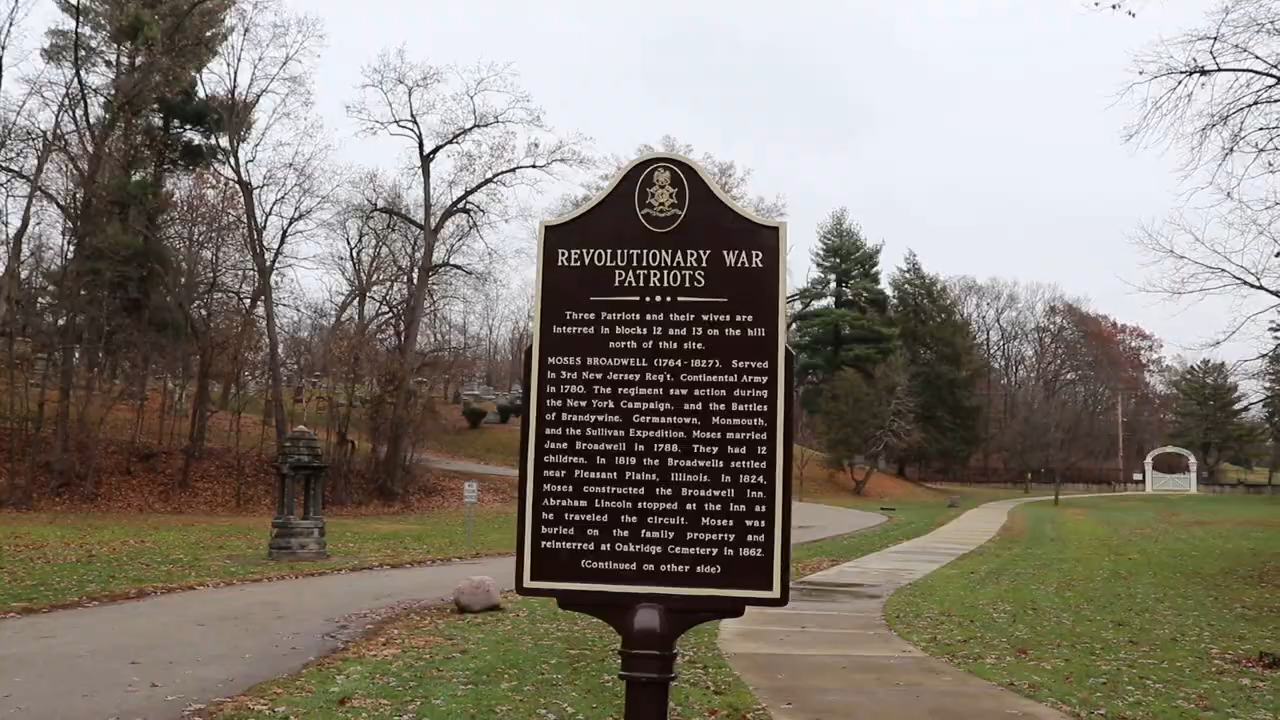 REVOLUTIONARY WAR
PATRIOTS
Three Patriots and their wives are
interred in blocks 12 and 13 on the hill
north of this site.
MOSES BROADWELL (1764-1827). Served
in 3rd New Jersey Reg't. Continental Army
in 1780. The regiment saw action during
the New York Campaign, and the Battles
of Brandywine, Germantown, Monmouth,
and the Sullivan Expedition. Moses married
Jane Broadwell in 1788. They had 12
children. In 1819 the Broadwells settled
near Pleasant Plains, Illinois. In 1824,
Moses constructed the Broadwell Inn.
Abraham Lincoln stopped at the Inn as
he traveled the circuit. Moses was
buried on the family property and
reinterred at Oakridge Cemetery in 1862.
(Continued on other side)